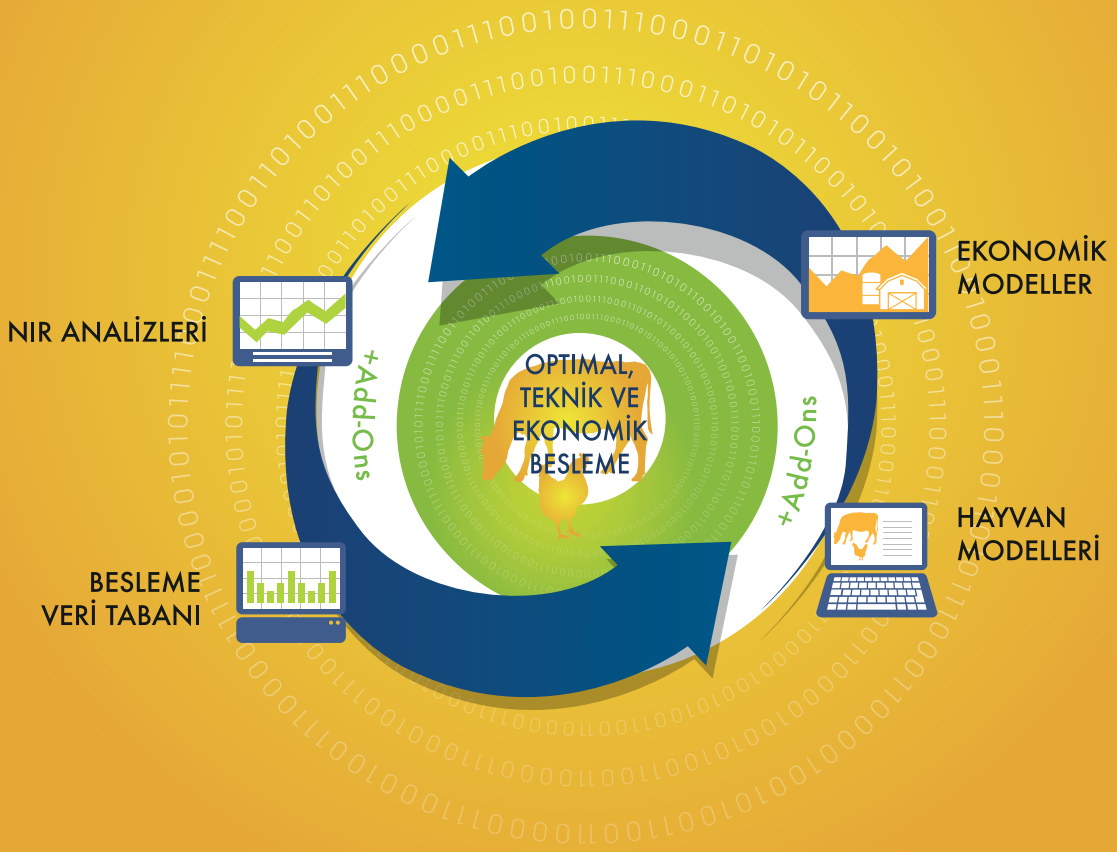 EKONOMİK
MODELLER
NIR ANALİZLERİ
+Add-Ons
OPTIMAL,
TEKNİK VE
EKONOMİK
BESLEME
+Add-Ons
HAYVAN
MODELLERİ
BESLEME
VERİ TABANI